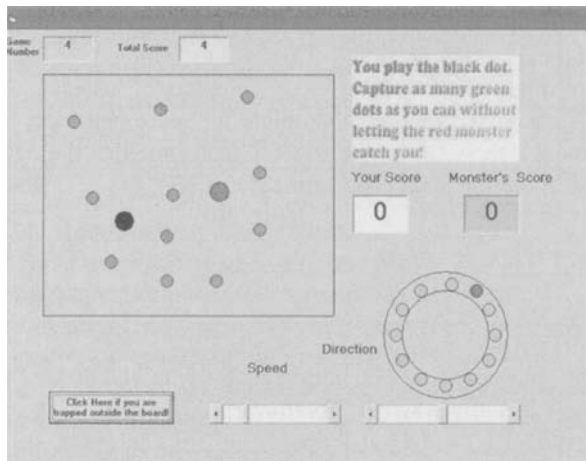 Game
Number
4
Total Score
4
You play the black dot.
Capture as many green
dots as you can without
letting the red monster
catch you!
Your Score
Monster's Score
0
0
Direction
Speed
Click Here if you are
trapped outside the board!